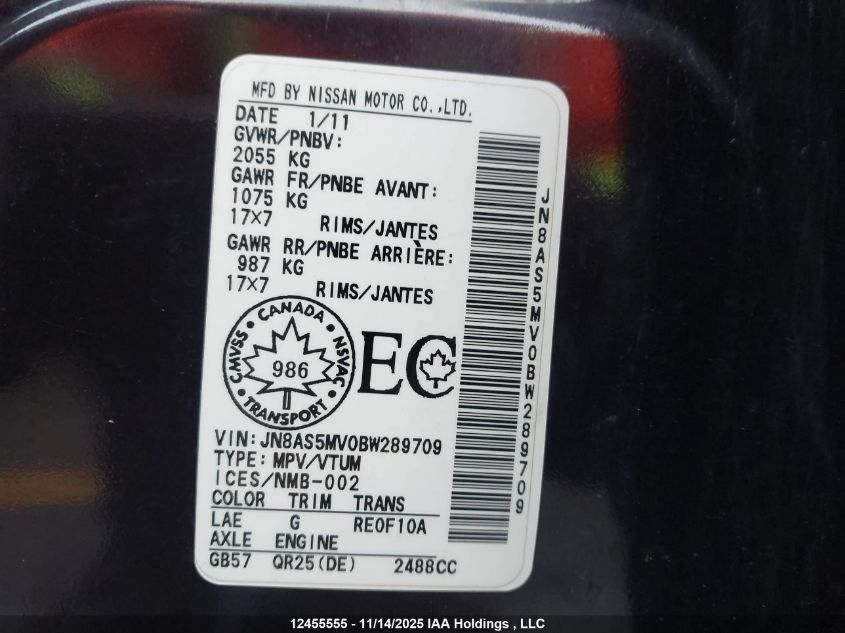 MFD BY NISSAN MOTOR CO.,LTD.
DATE 1/11
GVWR/PNBV:
2055 KG
GAWR FR/PNBE AVANT:
1075 KG
17×7 RIMS/JANTES
GAWR RR/PNBE ARRIÈRE:
987 KG
17×7 RIMS/JANTES
CANADA
CMVSS
NSVAC
986
TRANSPORT
EC
VIN:JN8AS5MV0BW289709
TYPE:MPV/VTUM
ICES/NMB-002
COLOR TRIM TRANS
LAE G RE0F10A
AXLE ENGINE
GB57 QR25(DE) 2488CC
JN8AS5MV0BW289709
12455555 - 11/14/2025 IAA Holdings , LLC